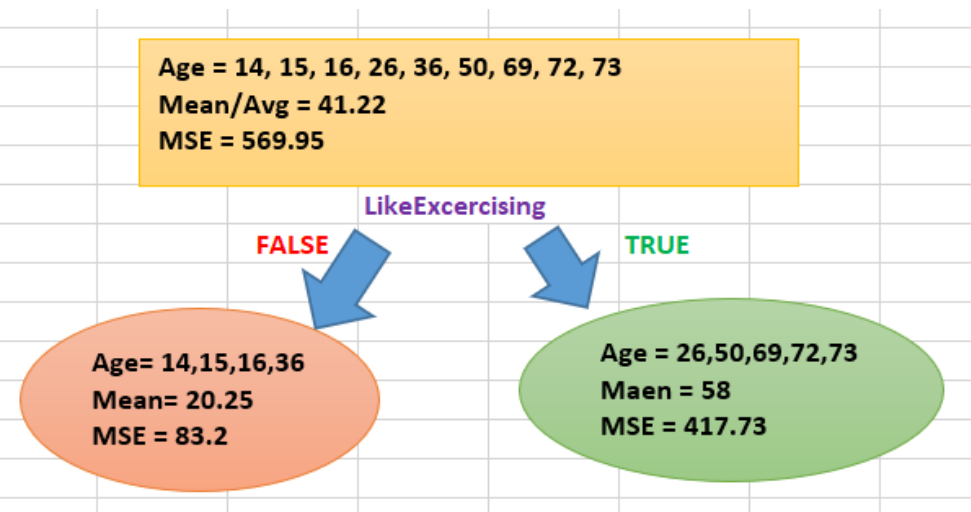 Age = 14, 15, 16, 26, 36, 50, 69, 72, 73
Mean/Avg = 41.22
MSE = 569.95
LikeExcercising
FALSE
TRUE
Age= 14,15,16,36
Mean= 20.25
MSE = 83.2
Age = 26,50,69,72,73
Maen = 58
MSE = 417.73